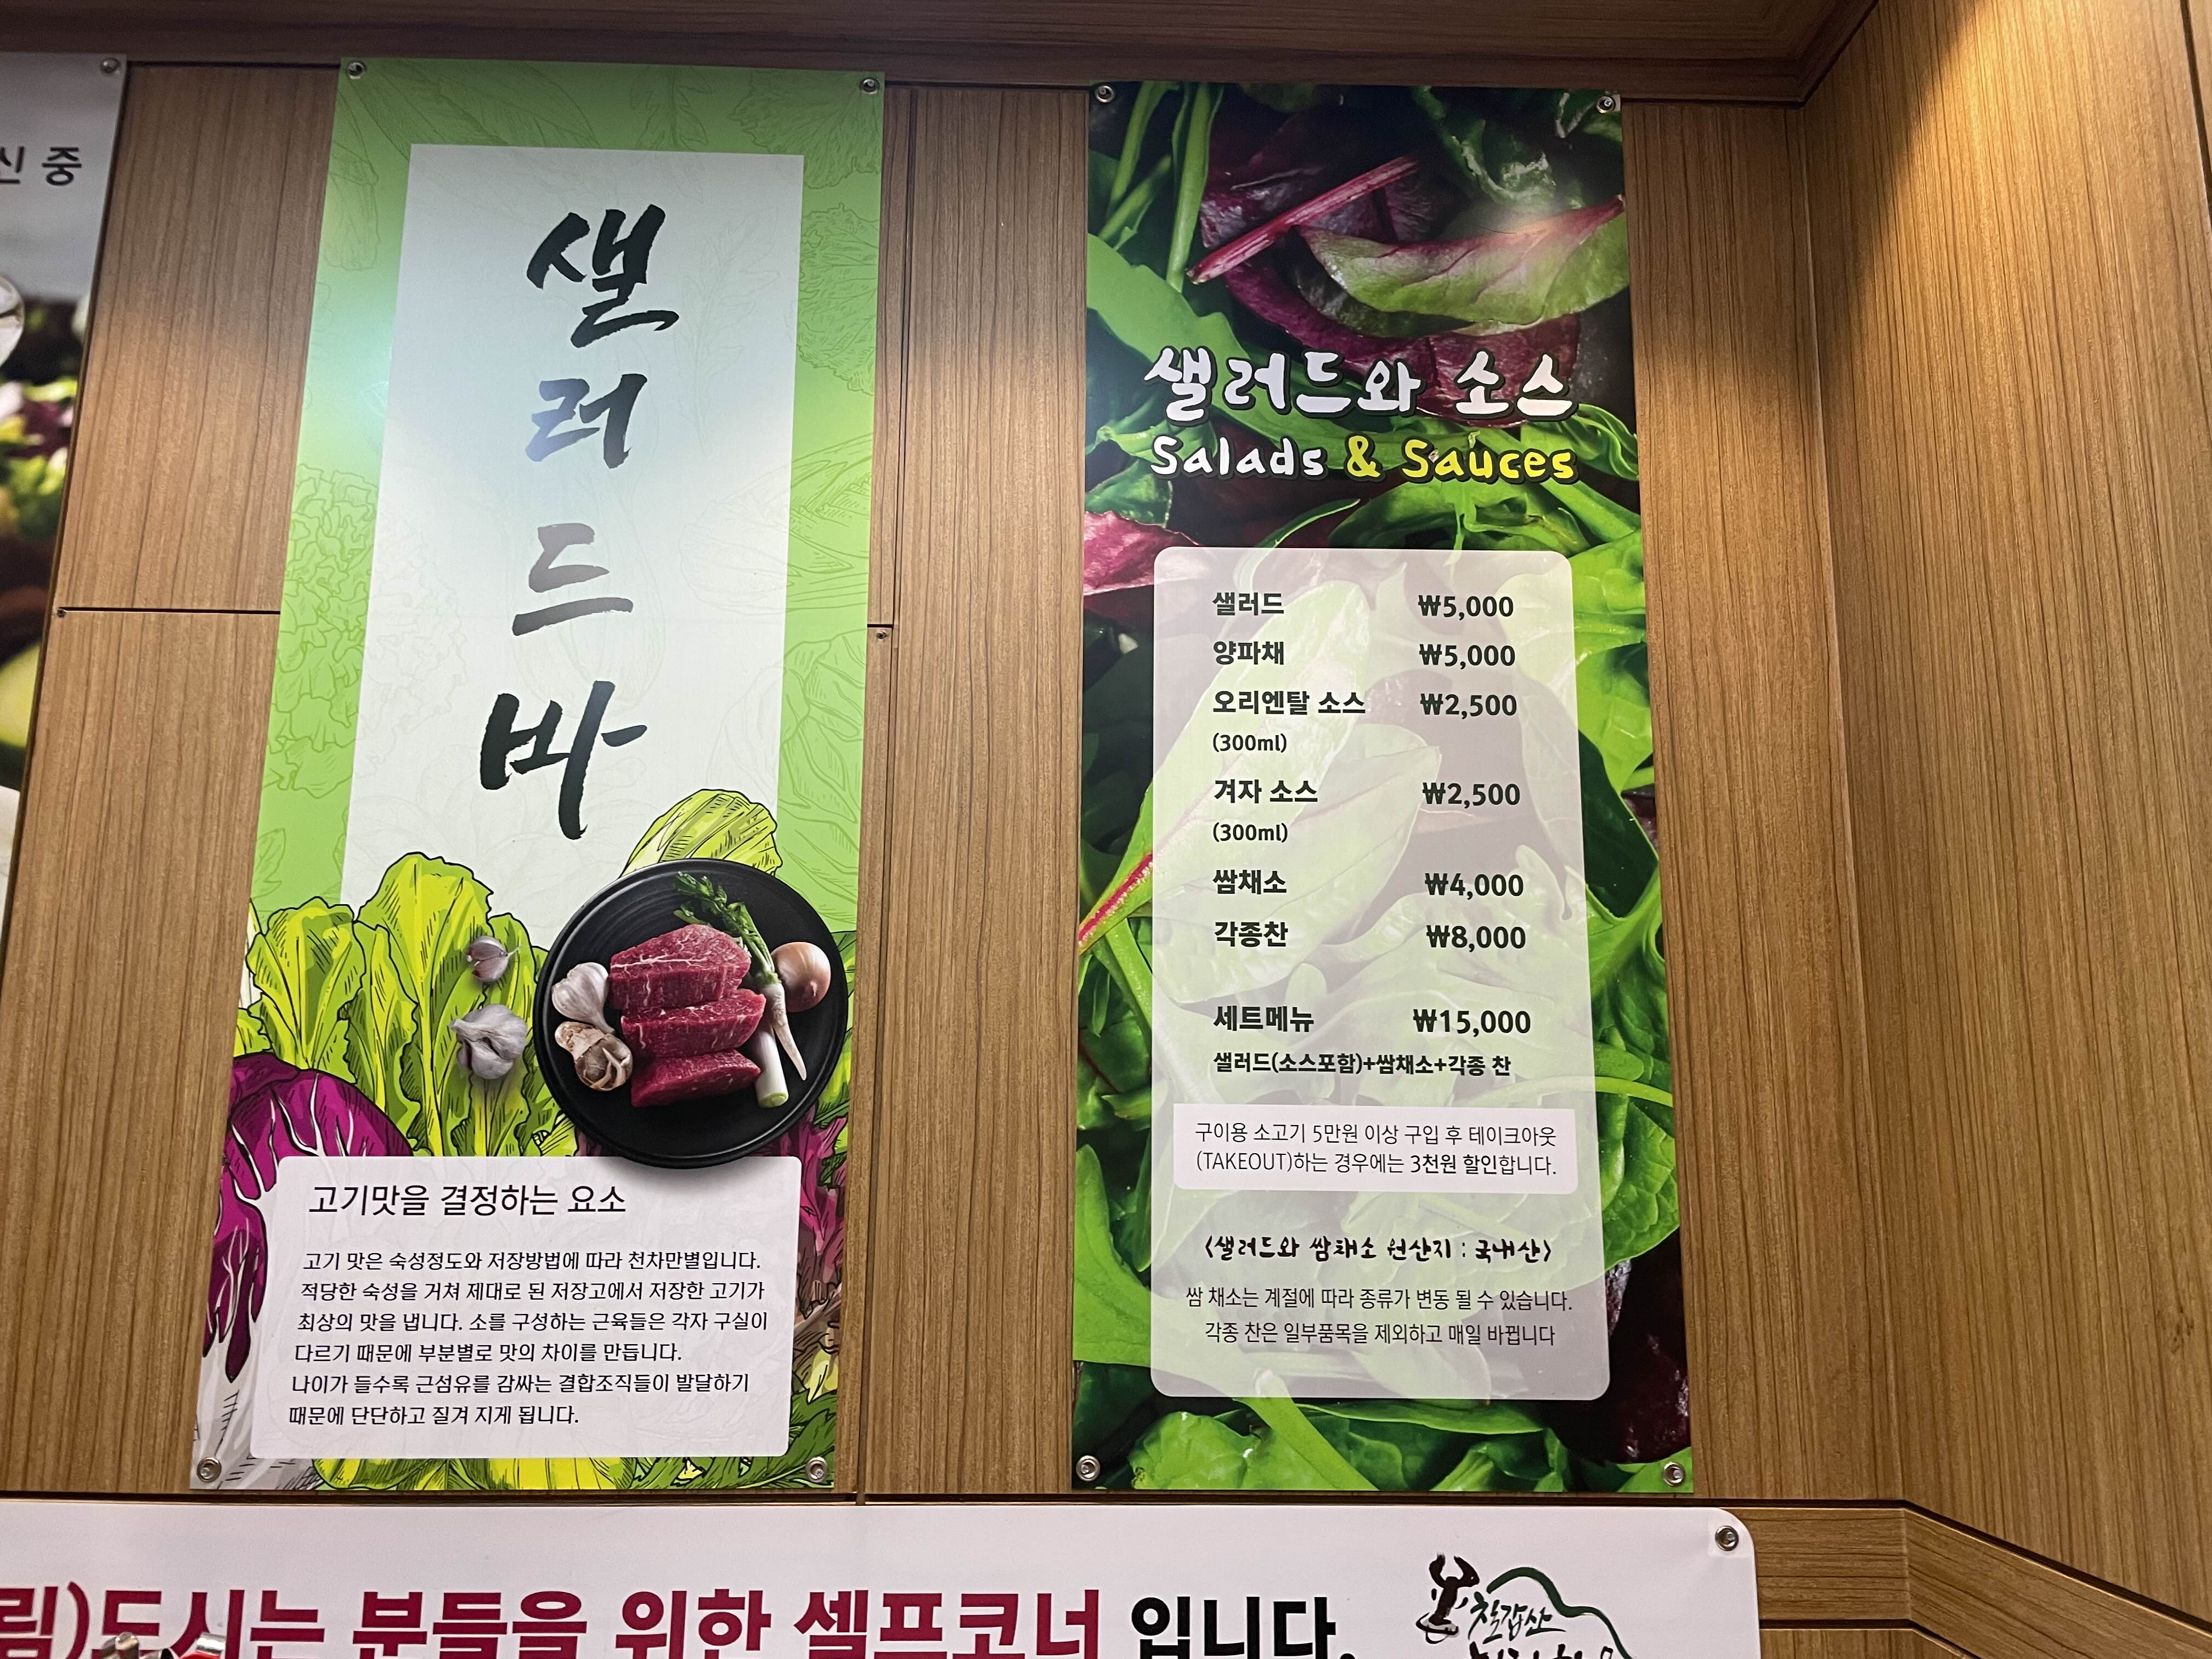 신 중
샐
러
드
바
고기맛을 결정하는 요소
고기 맛은 숙성정도와 저장방법에 따라 천차만별입니다.
적당한 숙성을 거쳐 제대로 된 저장고에서 저장한 고기가
최상의 맛을 냅니다. 소를 구성하는 근육들은 각자 구실이
다르기 때문에 부분별로 맛의 차이를 만듭니다.
나이가 들수록 근섬유를 감싸는 결합조직들이 발달하기
때문에 단단하고 질겨 지게 됩니다.
샐러드와 소스
Salads & Sauces
샐러드 ₩5,000
양파채 ₩5,000
오리엔탈 소스 ₩2,500
(300ml)
겨자 소스 ₩2,500
(300ml)
쌈채소 ₩4,000
각종찬 ₩8,000
세트메뉴 ₩15,000
샐러드(소스포함)+쌈채소+각종 찬
구이용 소고기 5만원 이상 구입 후 테이크아웃
(TAKEOUT)하는 경우에는 3천원 할인합니다.
<샐러드와 쌈채소 원산지 : 국내산>
쌈 채소는 계절에 따라 종류가 변동 될 수 있습니다.
각종 찬은 일부품목을 제외하고 매일 바뀝니다
림)도시는 분들을 위한 셀프코너 입니다.
칠갑산